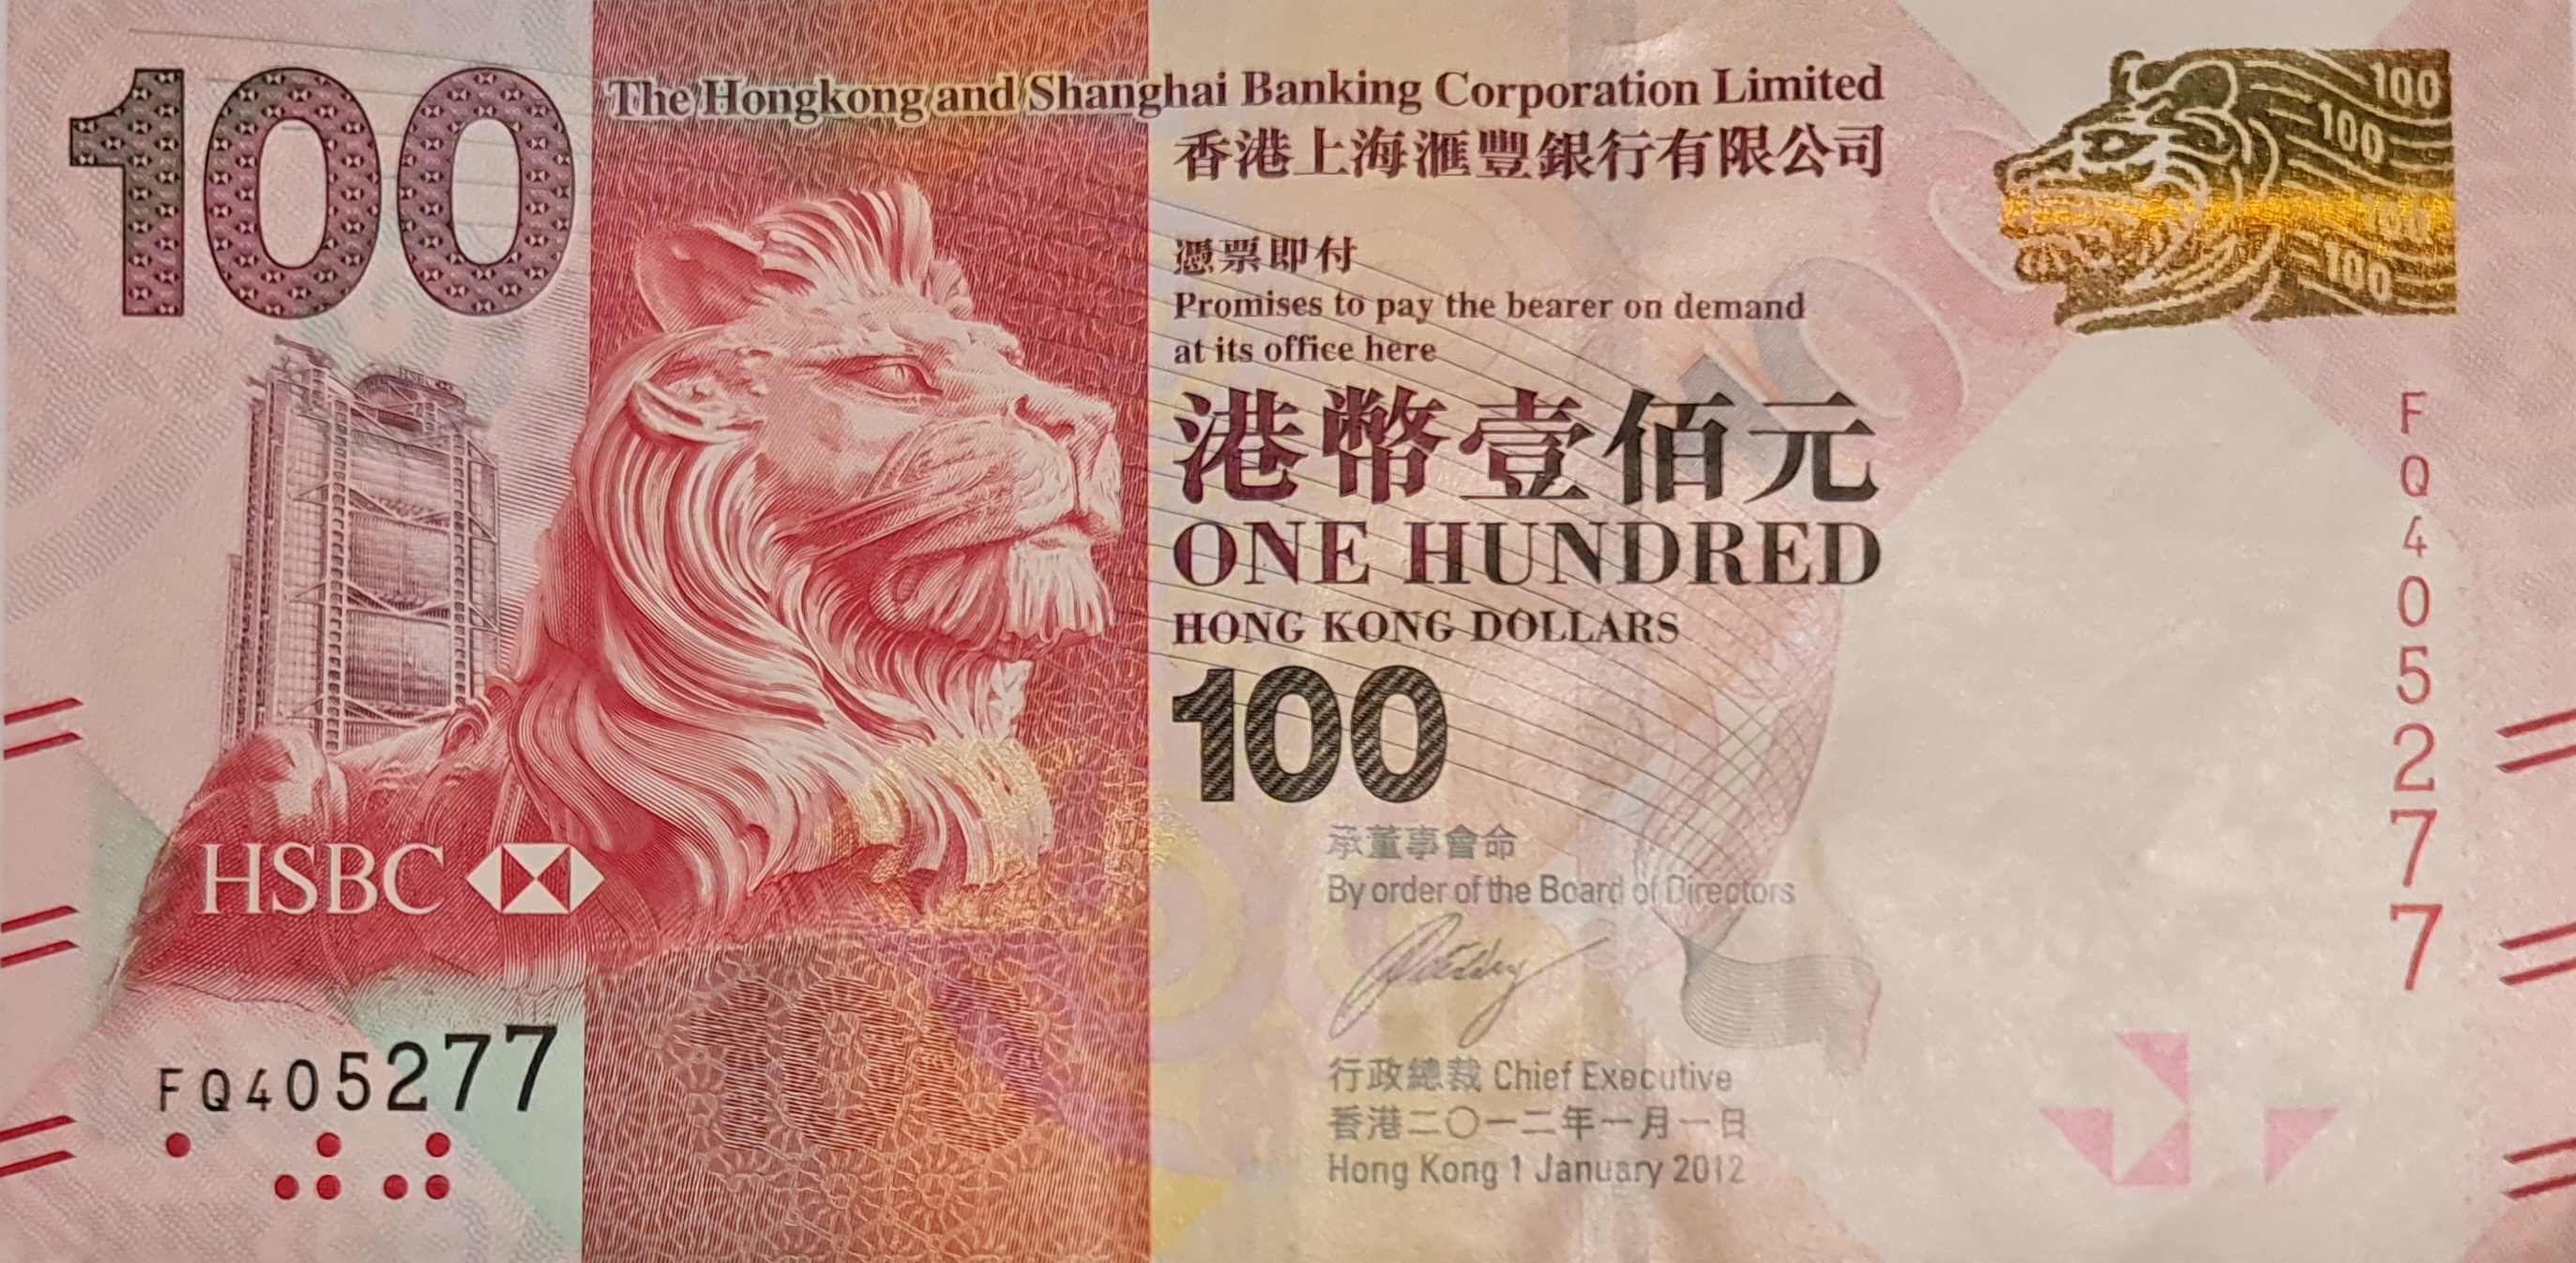 100
The Hongkong and Shanghai Banking Corporation Limited
香港上海滙豐銀行有限公司
100
100
100
100
憑票即付
Promises to pay the bearer on demand
at its office here
港幣壹佰元
ONE HUNDRED
HONG KONG DOLLARS
100
FQ405277
HSBC
承董事會命
By order of the Board of Directors
行政總裁 Chief Executive
香港二〇一二年一月一日
Hong Kong 1 January 2012
FQ405277
100